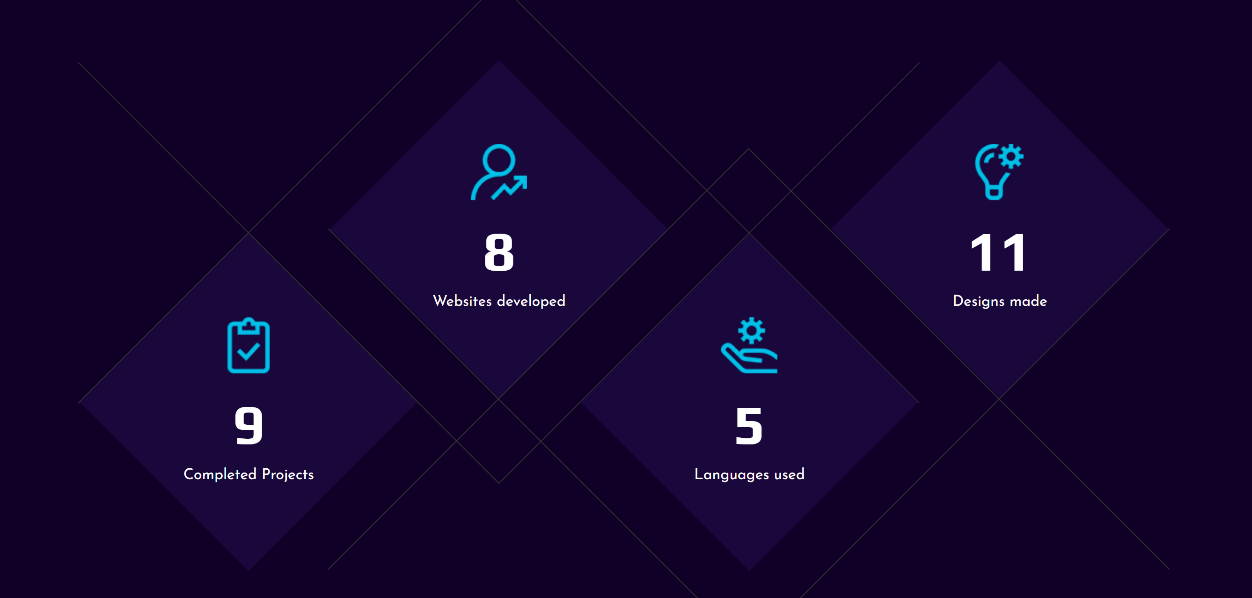 8
Websites developed
11
Designs made
9
Completed Projects
5
Languages used